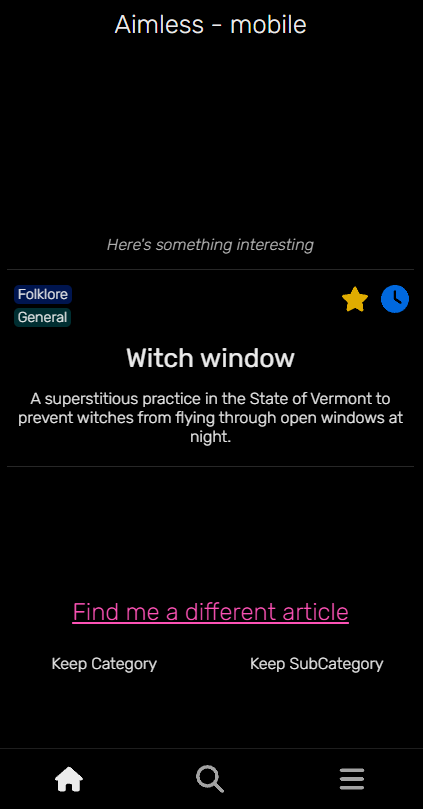 Aimless - mobile
Here's something interesting
Folklore
General
Witch window
A superstitious practice in the State of Vermont to
prevent witches from flying through open windows at
night.
Find me a different article
Keep Category
Keep SubCategory